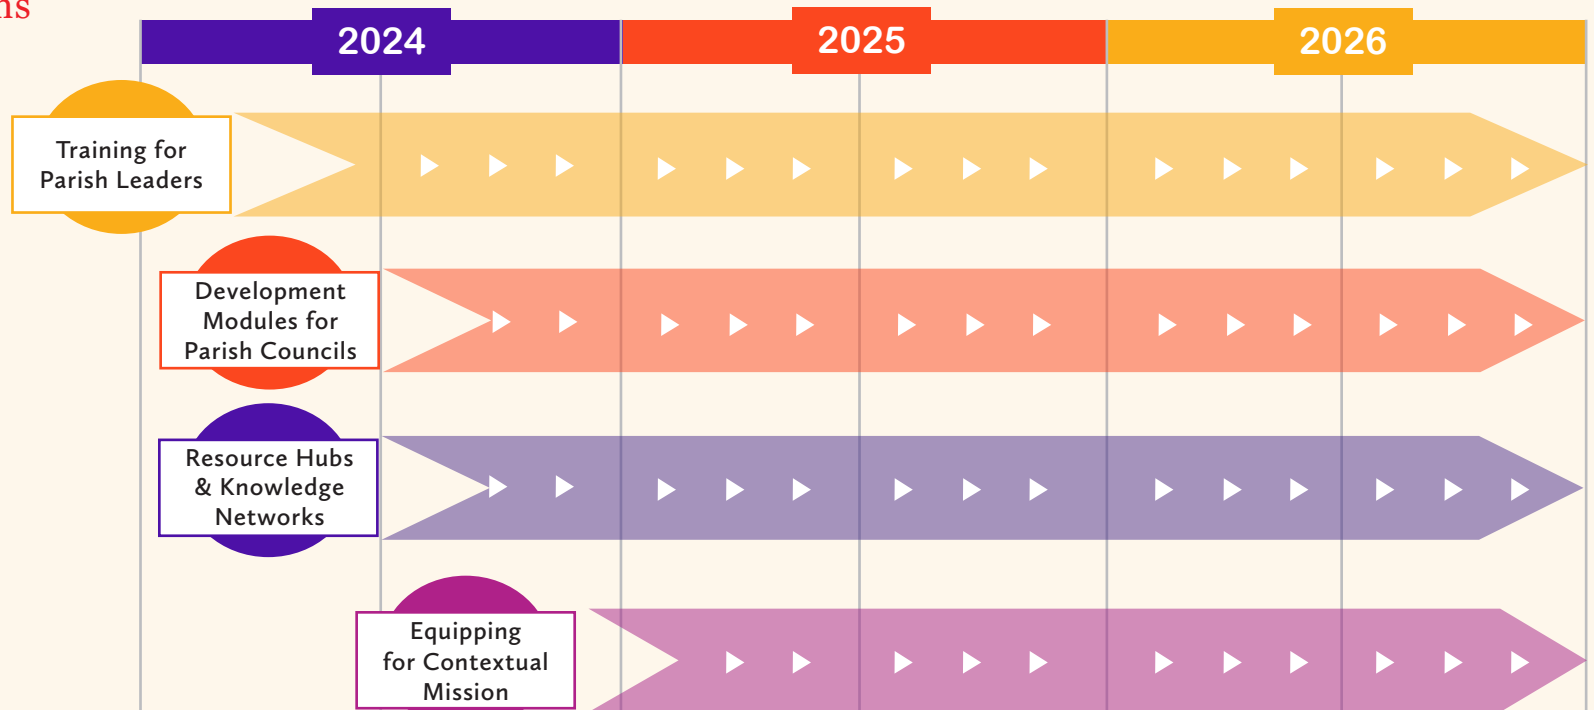 2024
2025
2026
Training for
Parish Leaders
Development
Modules for
Parish Councils
Resource Hubs
& Knowledge
Networks
Equipping
for Contextual
Mission